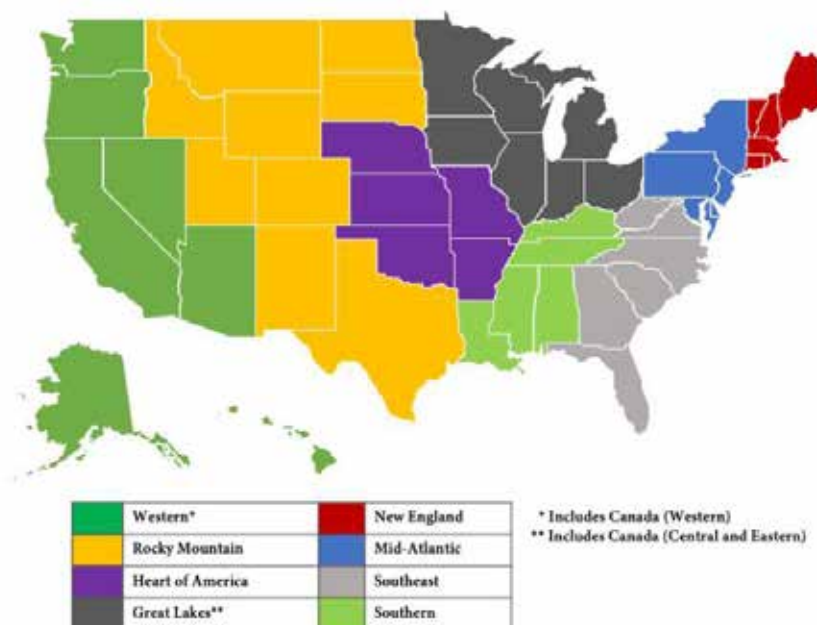 Western*
New England
Rocky Mountain
Mid-Atlantic
Heart of America
Southeast
Great Lakes**
Southern
* Includes Canada (Western)
** Includes Canada (Central and Eastern)